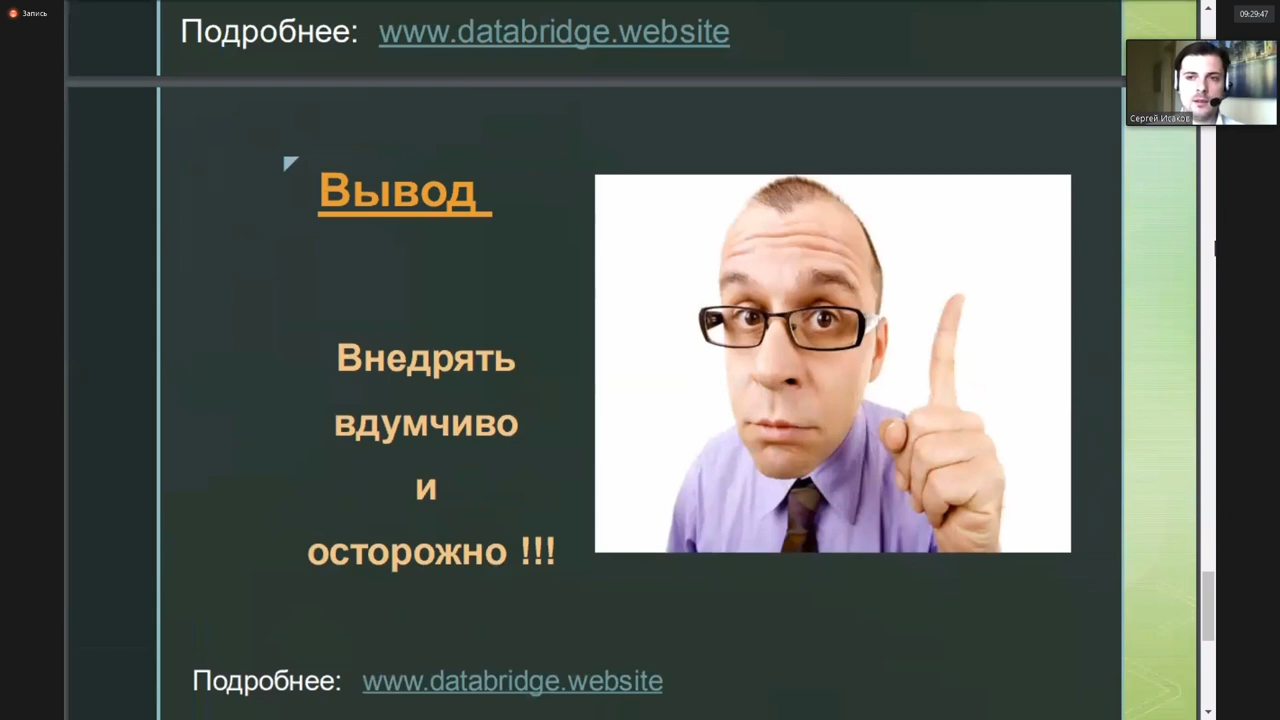 Запись
09:29:47
Подробнее: www.databridge.website
Сергей Исаков
Вывод
Внедрять
вдумчиво
и
осторожно !!!
Подробнее: www.databridge.website